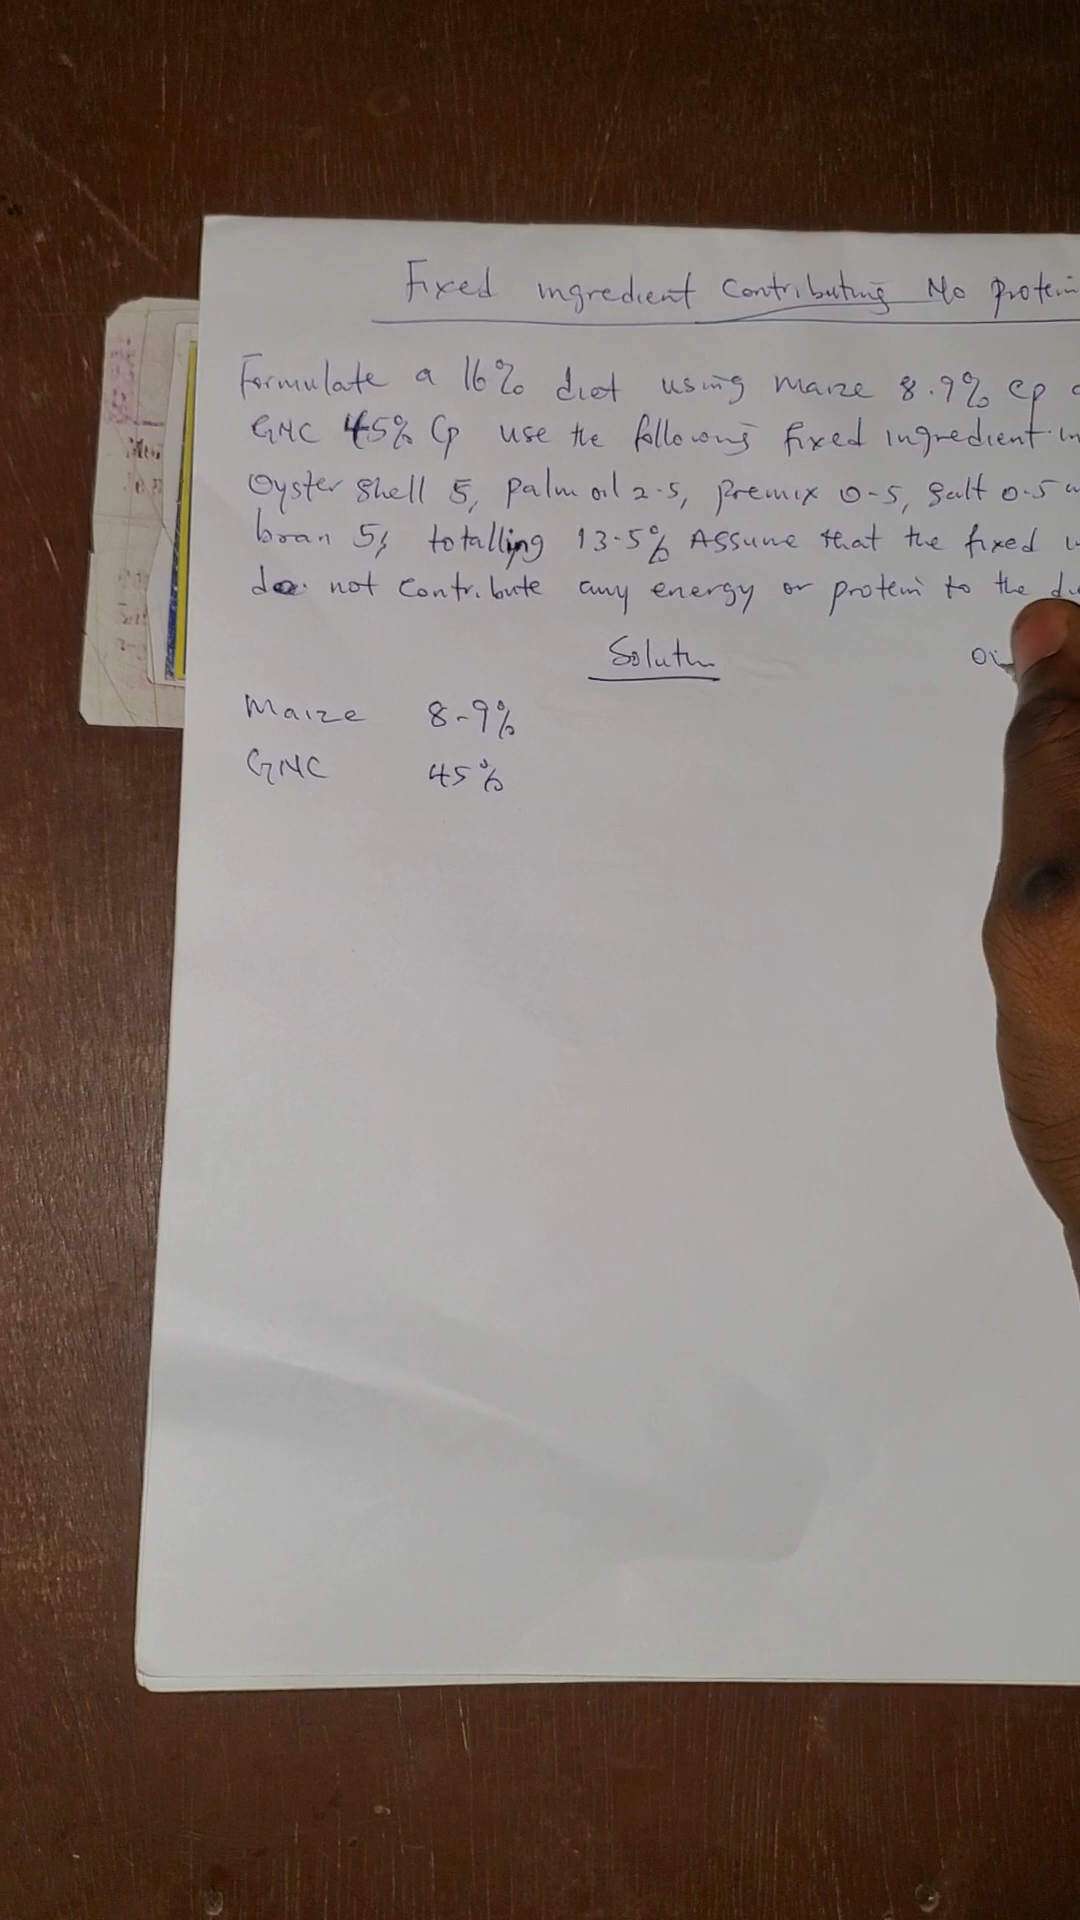 Fixed ingredient Contributing No protein
Formulate a 16% diet using maize 8.9% cp
GNC 45% Cp use the following fixed ingredient
Oyster shell 5, palm oil 2.5, premix 0-5, salt 0.5
bran 5, totalling 13.5% Assume that the fixed
do not contribute any energy or protein to the
Solutn
Maize 8-9%
GNC 45%